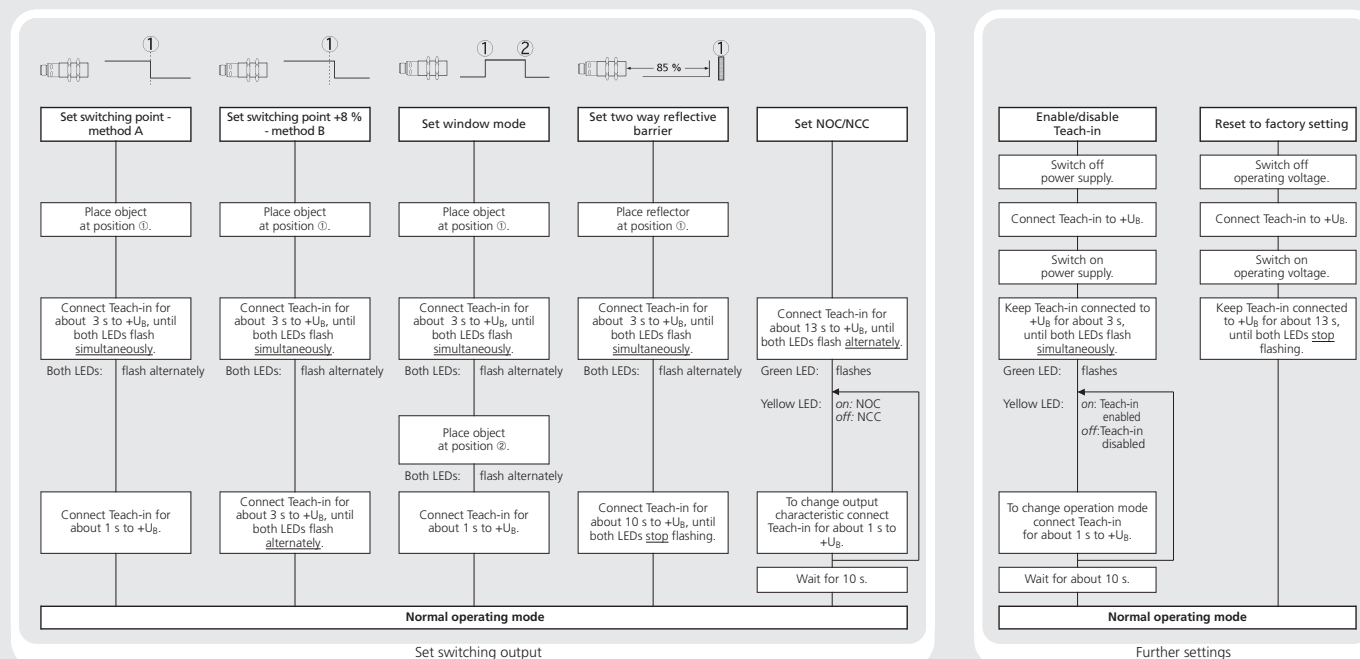 ①
①
①
②
85 %
①
Set switching point -
method A
Place object
at position ①.
Connect Teach-in for
about 3 s to +UB, until
both LEDs flash
simultaneously.
Both LEDs: flash alternately
Connect Teach-in for
about 1 s to +UB.
Set switching point +8 %
- method B
Place object
at position ①.
Connect Teach-in for
about 3 s to +UB, until
both LEDs flash
simultaneously.
Both LEDs: flash alternately
Connect Teach-in for
about 3 s to +UB, until
both LEDs flash
alternately.
Set window mode
Place object
at position ①.
Connect Teach-in for
about 3 s to +UB, until
both LEDs flash
simultaneously.
Both LEDs: flash alternately
Place object
at position ②.
Both LEDs: flash alternately
Connect Teach-in for
about 1 s to +UB.
Set two way reflective
barrier
Place reflector
at position ①.
Connect Teach-in for
about 3 s to +UB, until
both LEDs flash
simultaneously.
Both LEDs: flash alternately
Connect Teach-in for
about 10 s to +UB, until
both LEDs stop flashing.
Set NOC/NCC
Connect Teach-in for
about 13 s to +UB, until
both LEDs flash alternately.
Green LED: flashes
Yellow LED: on: NOC
off: NCC
To change output
characteristic connect
Teach-in for about 1 s to
+UB.
Wait for 10 s.
Normal operating mode
Set switching output
Enable/disable
Teach-in
Switch off
power supply.
Connect Teach-in to +UB.
Switch on
power supply.
Keep Teach-in connected to
+UB for about 3 s,
until both LEDs flash
simultaneously.
Green LED: flashes
Yellow LED: on: Teach-in
enabled
off:Teach-in
disabled
To change operation mode
connect Teach-in
for about 1 s to +UB.
Wait for about 10 s.
Reset to factory setting
Switch off
operating voltage.
Connect Teach-in to +UB.
Switch on
operating voltage.
Keep Teach-in connected
to +UB for about 13 s,
until both LEDs stop
flashing.
Normal operating mode
Further settings